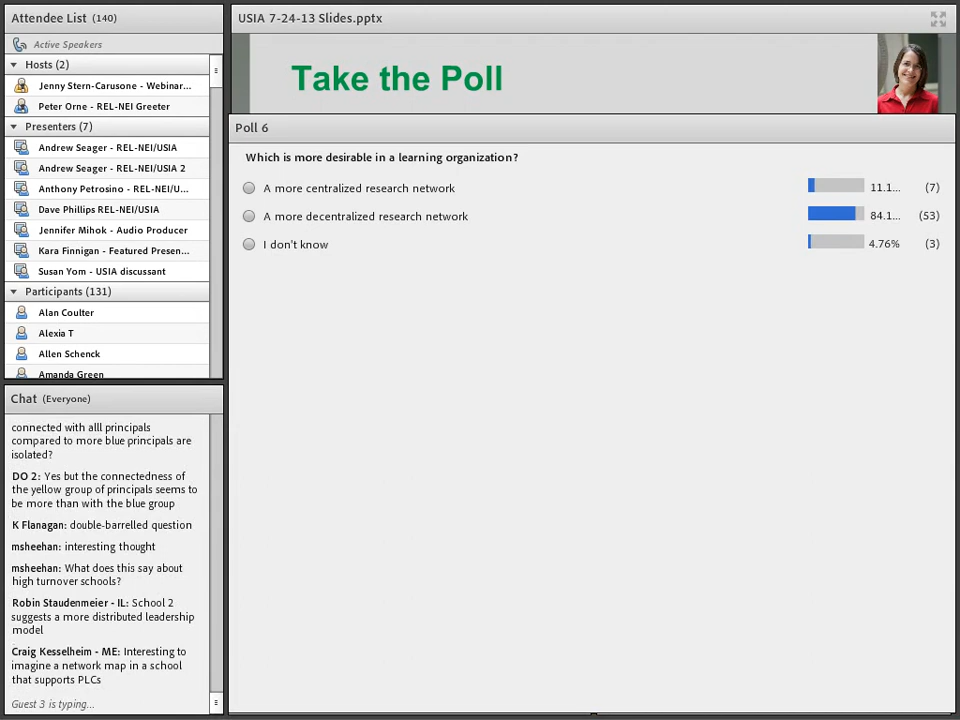 Attendee List (140)
Active Speakers
Hosts (2)
Jenny Stern-Carusone - Webinar...
Peter Orne - REL-NEI Greeter
Presenters (7)
Andrew Seager - REL-NEI/USIA
Andrew Seager - REL-NEI/USIA 2
Anthony Petrosino - REL-NEI/U...
Dave Phillips REL-NEI/USIA
Jennifer Mihok - Audio Producer
Kara Finnigan - Featured Presen...
Susan Yom - USIA discussant
Participants (131)
Alan Coulter
Alexia T
Allen Schenck
Amanda Green
Chat (Everyone)
connected with alll principals
compared to more blue principals are
isolated?
DO 2: Yes but the connectedness of
the yellow group of principals seems to
be more than with the blue group
K Flanagan: double-barrelled question
msheehan: interesting thought
msheehan: What does this say about
high turnover schools?
Robin Staudenmeier - IL: School 2
suggests a more distributed leadership
model
Craig Kesselheim - ME: Interesting to
imagine a network map in a school
that supports PLCs
Guest 3 is typing...
USIA 7-24-13 Slides.pptx
Take the Poll
Poll 6
Which is more desirable in a learning organization?
A more centralized research network 11.1... (7)
A more decentralized research network 84.1... (53)
I don't know 4.76% (3)